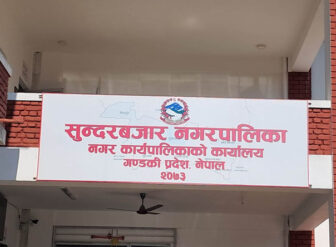 सुन्दरबजार नगरपालिका
नगर कार्यपालिकाको कार्यालय
गण्डकी प्रदेश, नेपाल
२०७३